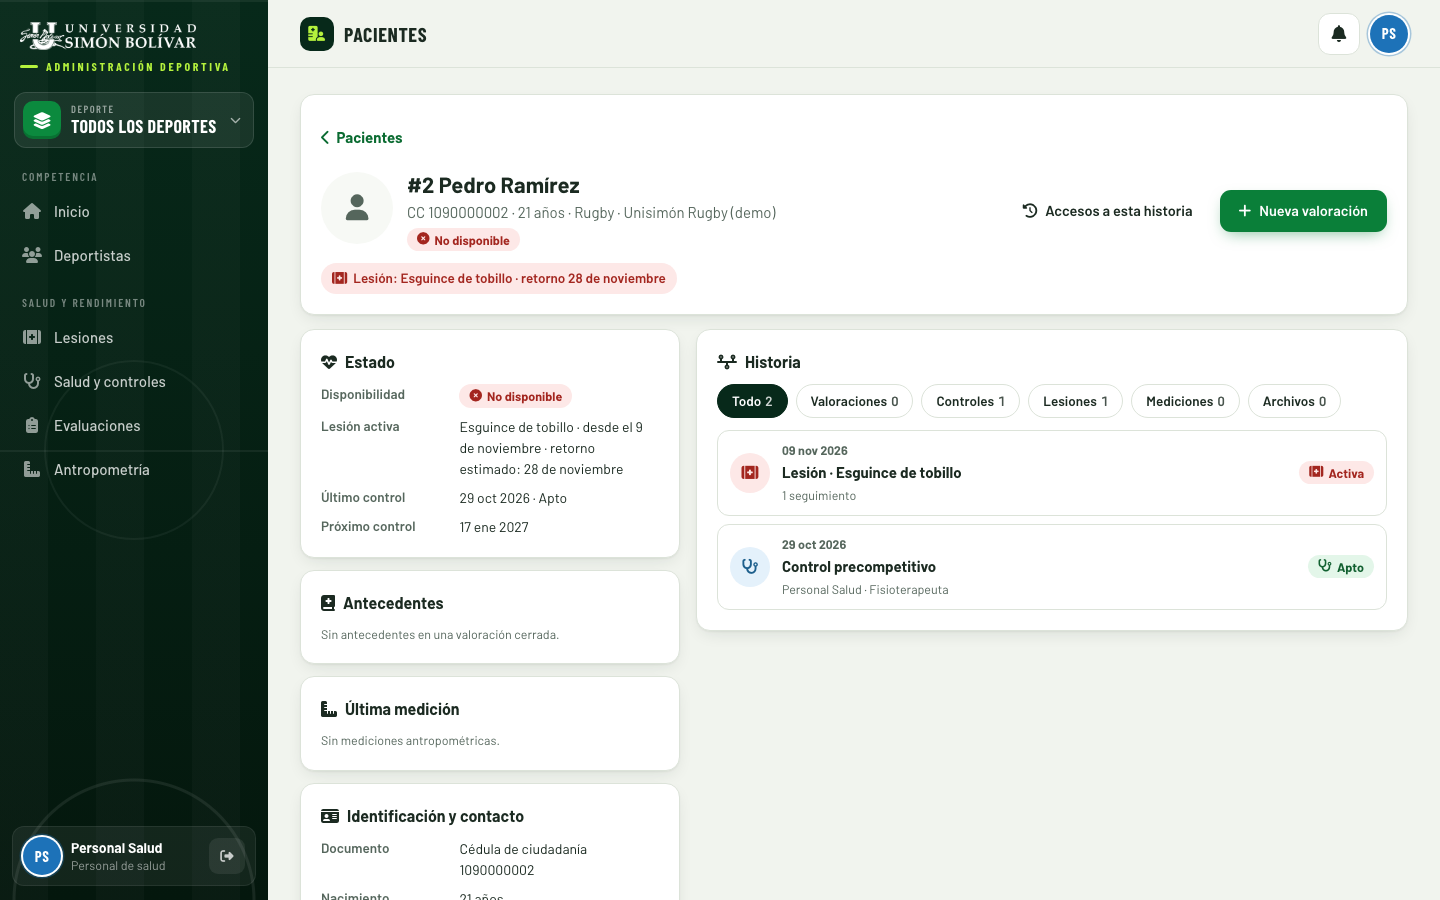 UNIVERSIDAD
SIMÓN BOLÍVAR
ADMINISTRACIÓN DEPORTIVA
DEPORTE
TODOS LOS DEPORTES
COMPETENCIA
Inicio
Deportistas
SALUD Y RENDIMIENTO
Lesiones
Salud y controles
Evaluaciones
Antropometría
PS
Personal Salud
Personal de salud
PACIENTES
PS
Pacientes
#2 Pedro Ramírez
CC 1090000002 · 21 años · Rugby · Unisimón Rugby (demo)
No disponible
Lesión: Esguince de tobillo · retorno 28 de noviembre
Accesos a esta historia
Nueva valoración
Estado
Disponibilidad No disponible
Lesión activa Esguince de tobillo · desde el 9
de noviembre · retorno
estimado: 28 de noviembre
Último control 29 oct 2026 · Apto
Próximo control 17 ene 2027
Antecedentes
Sin antecedentes en una valoración cerrada.
Última medición
Sin mediciones antropométricas.
Identificación y contacto
Documento Cédula de ciudadanía
1090000002
Nacimiento 21 años
Historia
Todo 2 Valoraciones 0 Controles 1 Lesiones 1 Mediciones 0 Archivos 0
09 nov 2026
Lesión · Esguince de tobillo
1 seguimiento
Activa
29 oct 2026
Control precompetitivo
Personal Salud · Fisioterapeuta
Apto